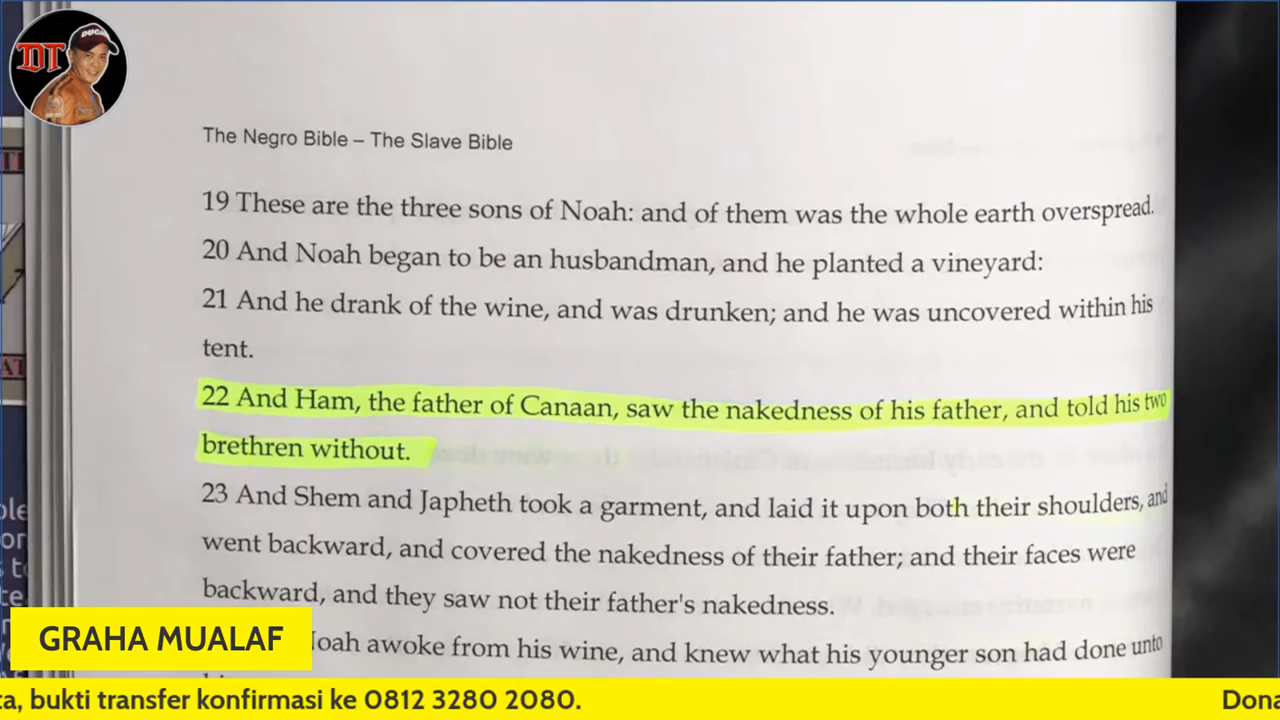 DT
DUCA
The Negro Bible – The Slave Bible
19 These are the three sons of Noah: and of them was the whole earth overspread.
20 And Noah began to be an husbandman, and he planted a vineyard:
21 And he drank of the wine, and was drunken; and he was uncovered within his
tent.
22 And Ham, the father of Canaan, saw the nakedness of his father, and told his two
brethren without.
23 And Shem and Japheth took a garment, and laid it upon both their shoulders, and
went backward, and covered the nakedness of their father; and their faces were
backward, and they saw not their father's nakedness.
oah awoke from his wine, and knew what his younger son had done unto
GRAHA MUALAF
ta, bukti transfer konfirmasi ke 0812 3280 2080.
Dona